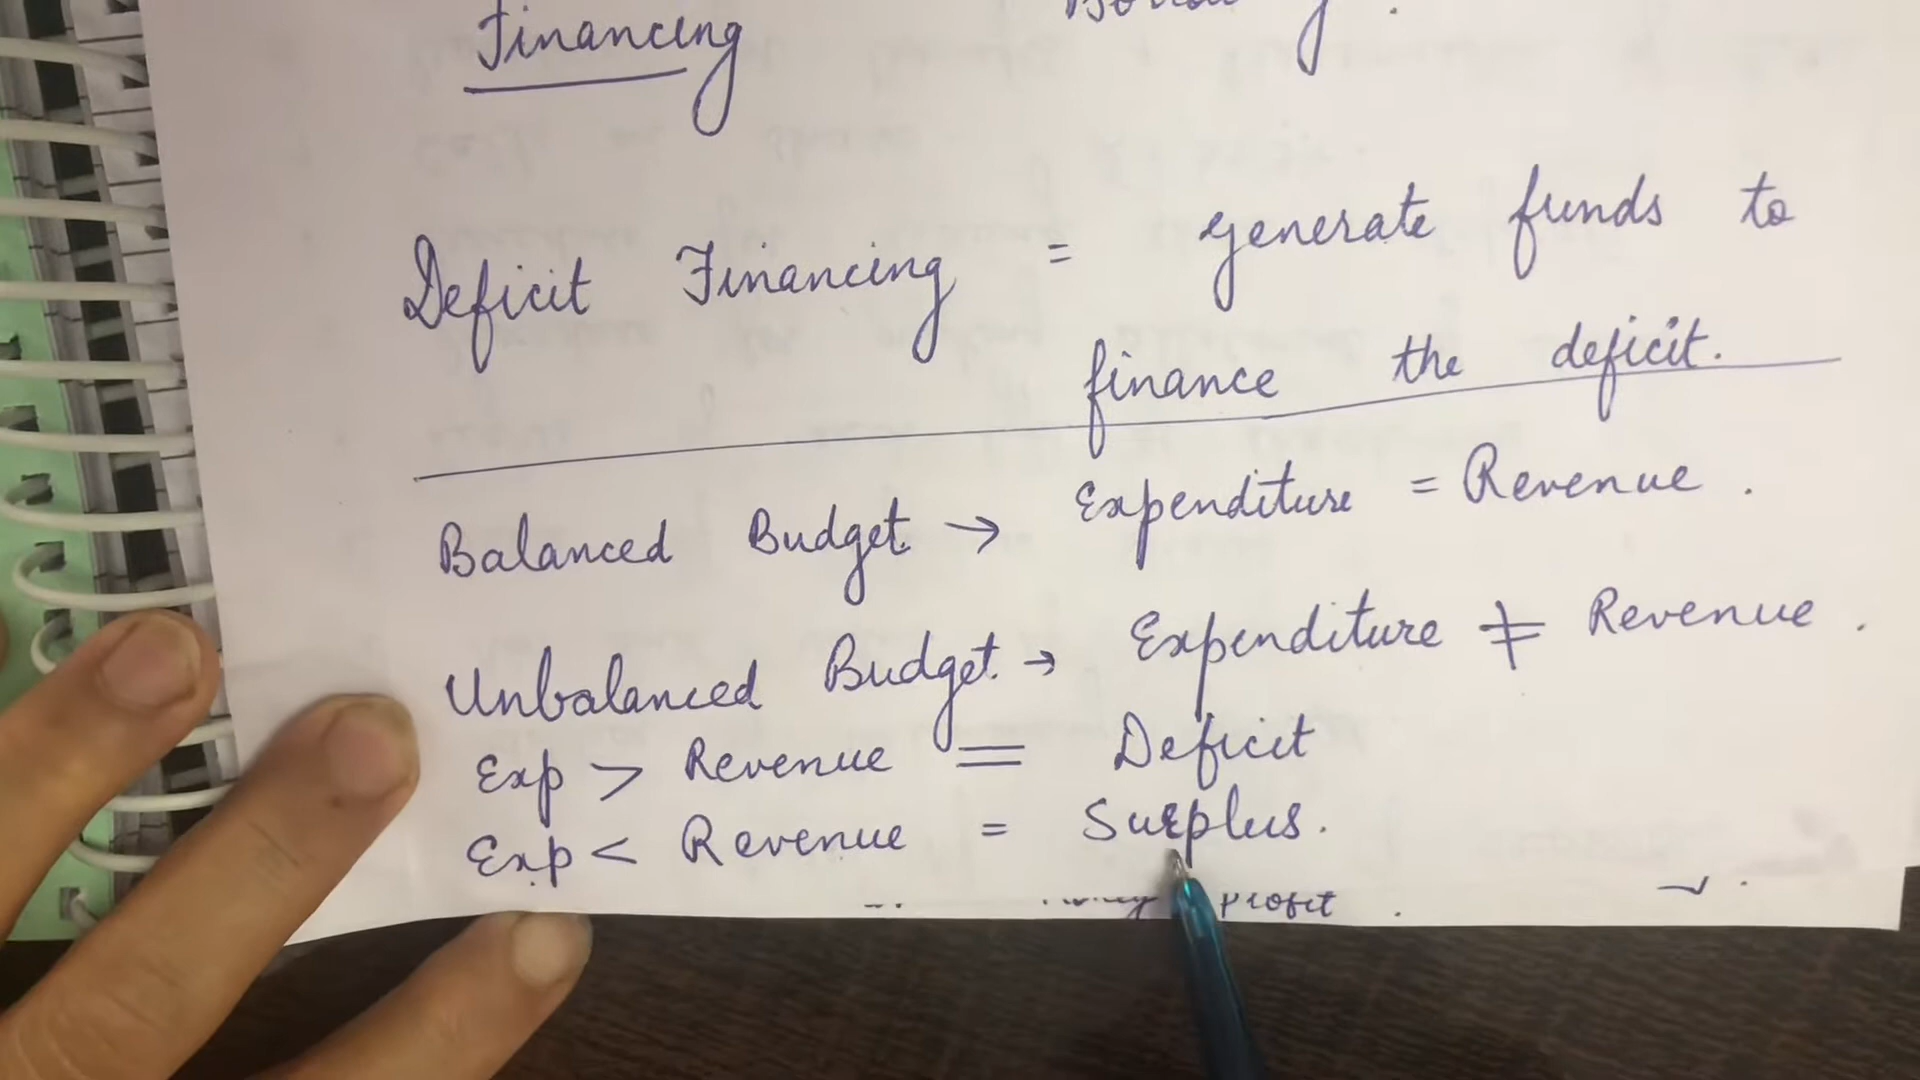 Financing
Deficit Financing = generate funds to
finance the deficit.
Balanced Budget → Expenditure = Revenue.
Unbalanced Budget → Expenditure ≠ Revenue.
Exp > Revenue = Deficit
Exp < Revenue = Surplus.
profit